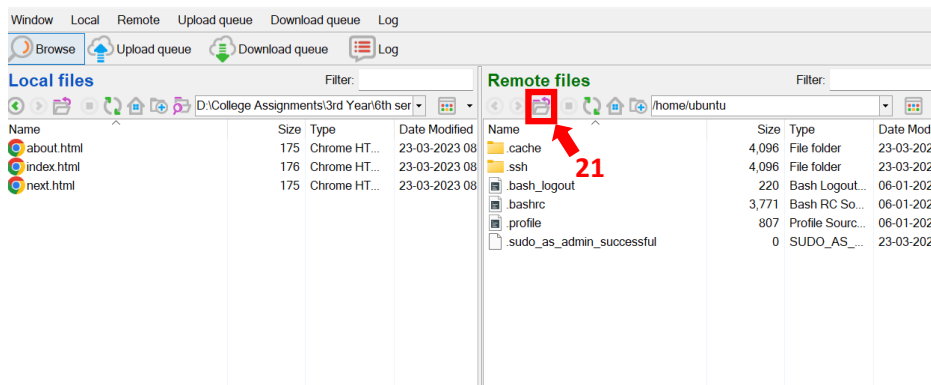 Window Local Remote Upload queue Download queue Log
Browse Upload queue Download queue Log
Local files Filter:
D:\College Assignments\3rd Year\6th ser
Name Size Type Date Modified
about.html 175 Chrome HT... 23-03-2023 08
index.html 176 Chrome HT... 23-03-2023 08
next.html 175 Chrome HT... 23-03-2023 08
Remote files Filter:
/home/ubuntu
Name Size Type Date Mod
.cache 4,096 File folder 23-03-202
.ssh 4,096 File folder 23-03-202
.bash_logout 220 Bash Logout... 06-01-202
.bashrc 3,771 Bash RC So... 06-01-202
.profile 807 Profile Sourc... 06-01-202
.sudo_as_admin_successful 0 SUDO_AS_... 23-03-202
21